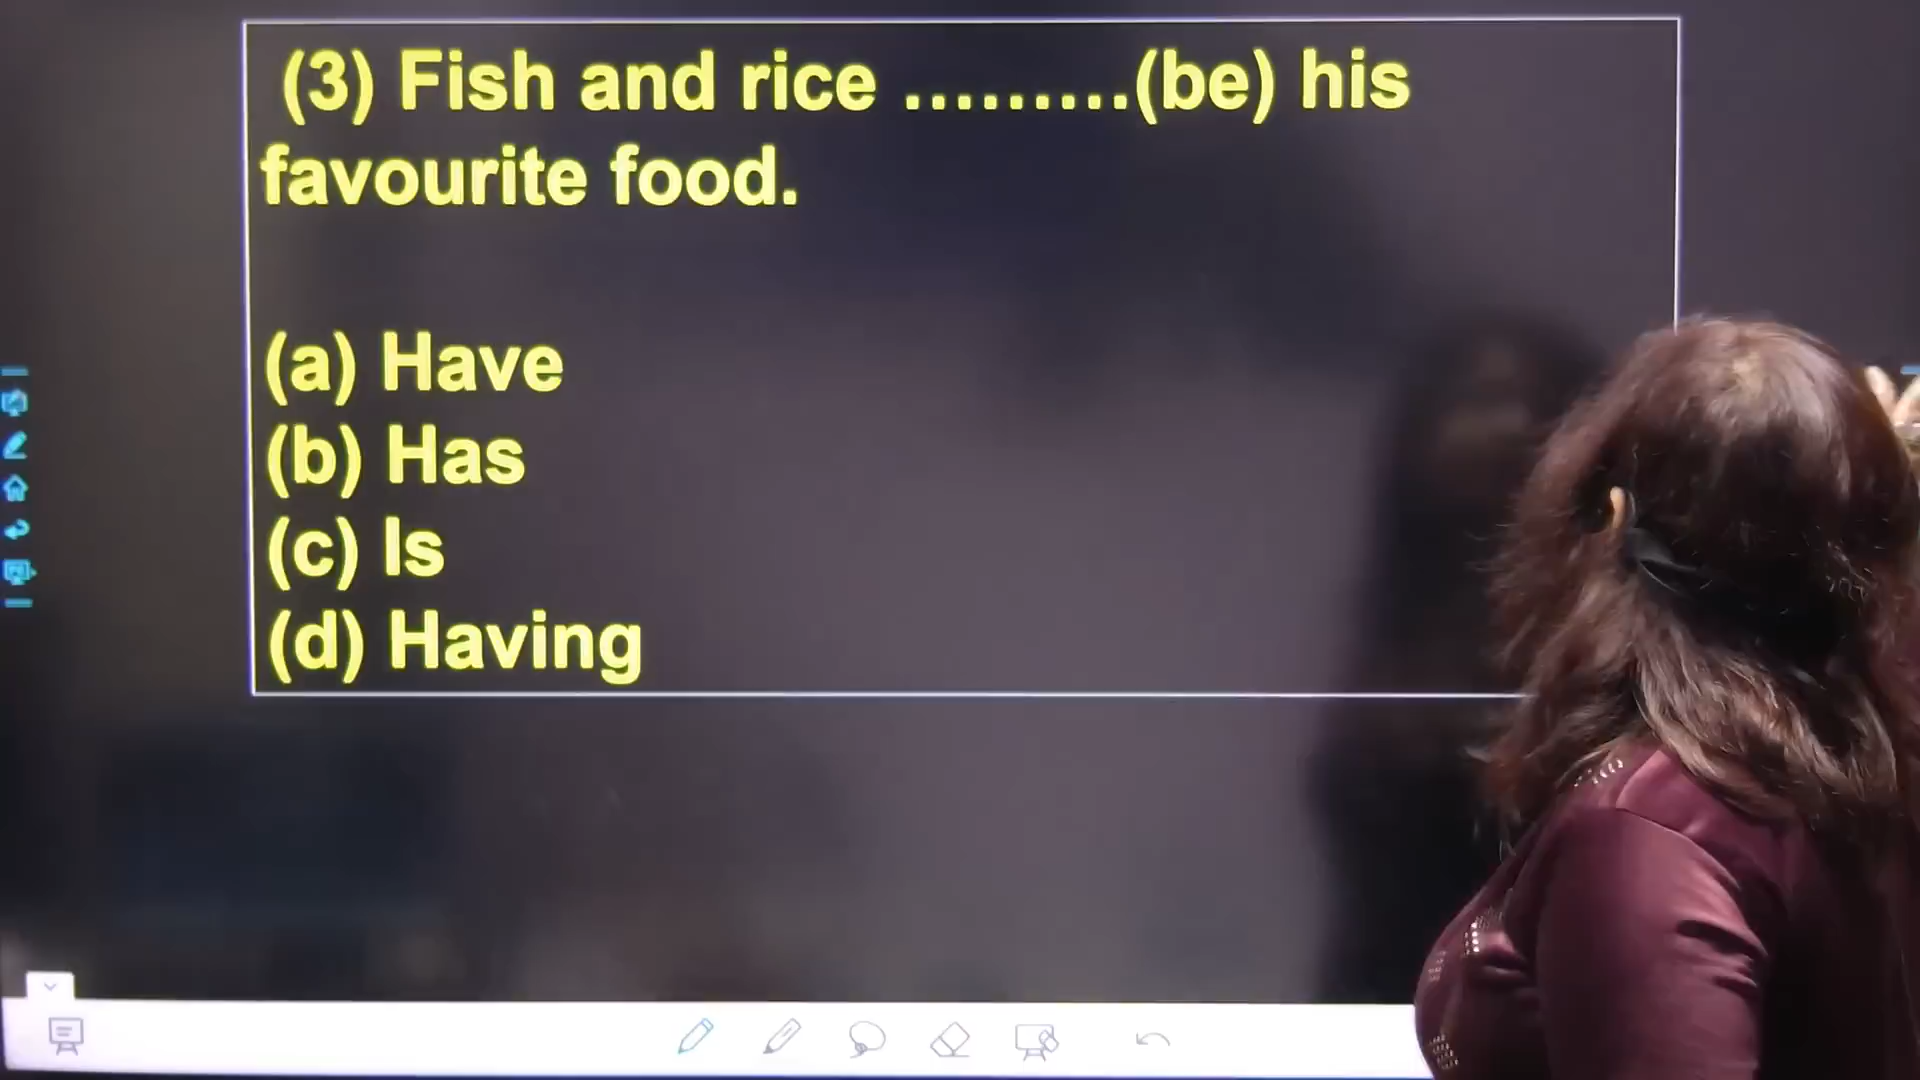 (3) Fish and rice .........(be) his
favourite food.
(a) Have
(b) Has
(c) Is
(d) Having